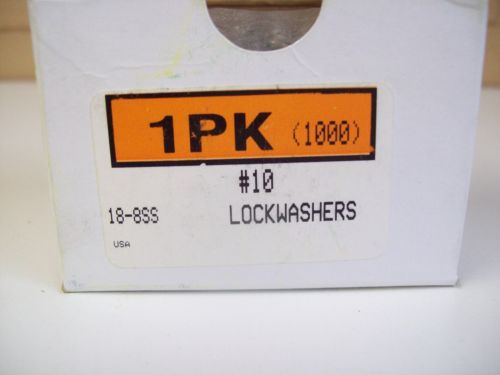 1PK (1000)
#10
18-8SS LOCKWASHERS
USA